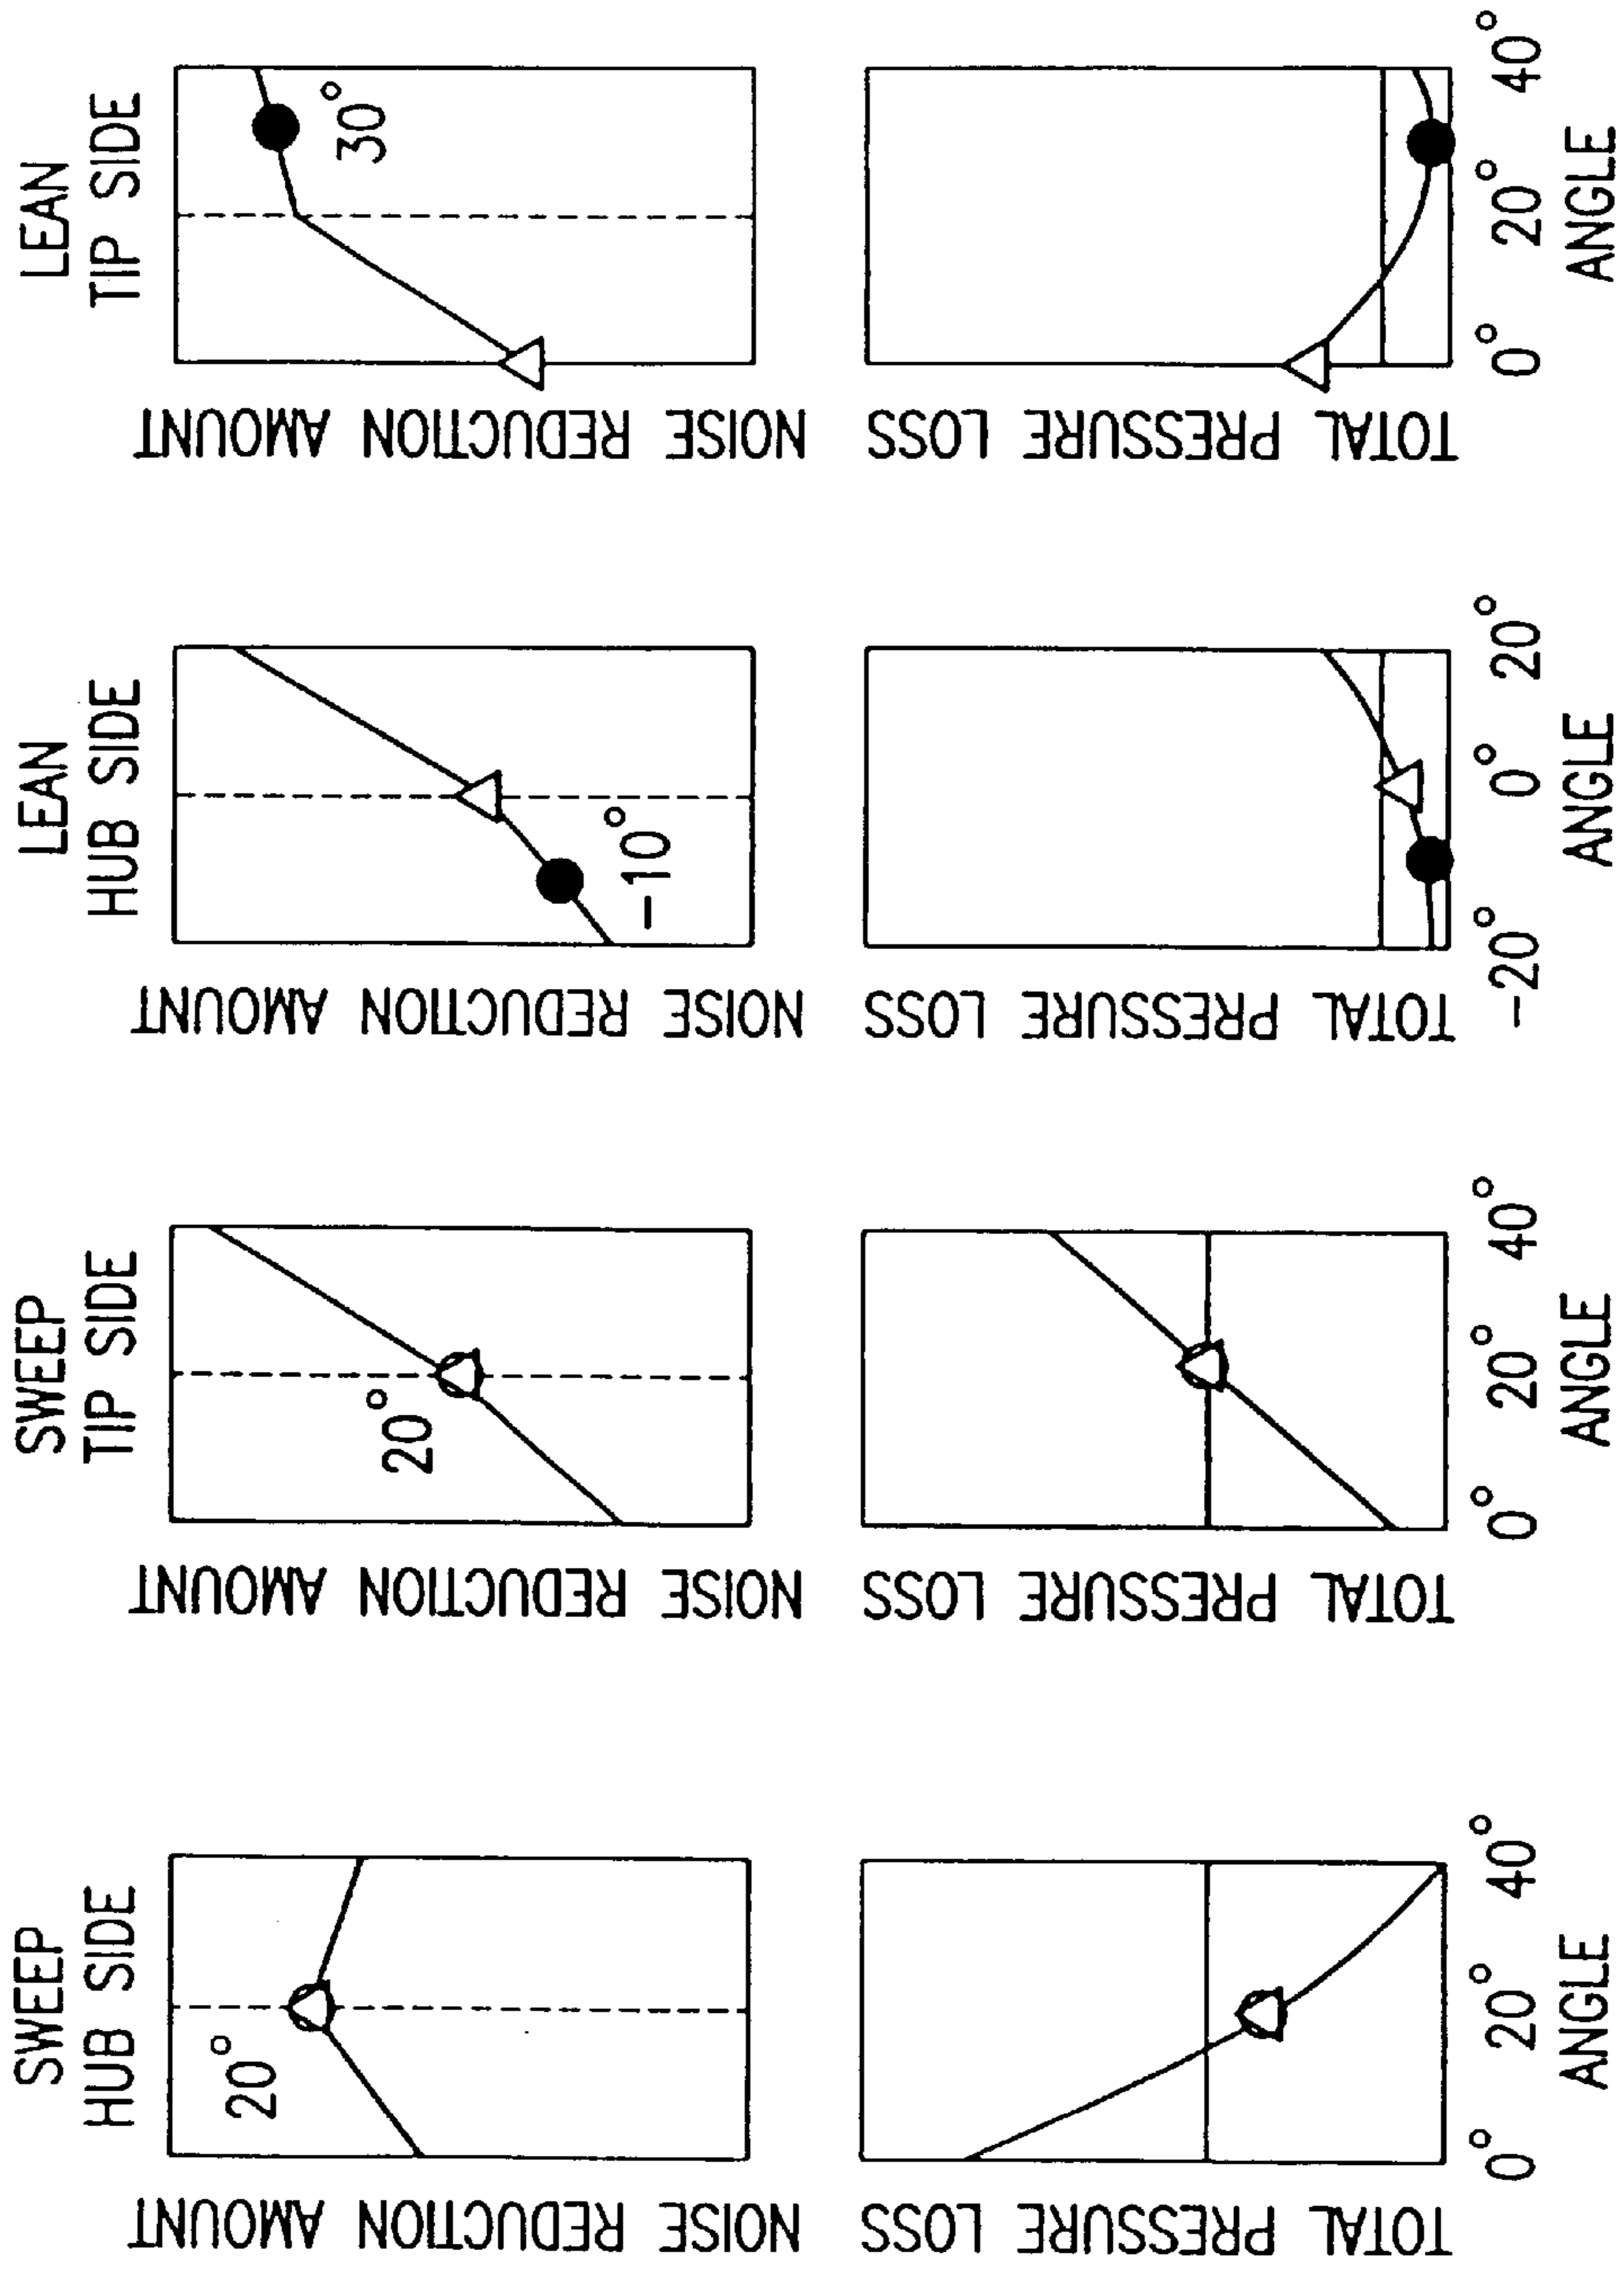 SWEEP
HUB SIDE
NOISE REDUCTION AMOUNT
20°
TOTAL PRESSURE LOSS
0° 20° 40°
ANGLE
SWEEP
TIP SIDE
NOISE REDUCTION AMOUNT
20°
TOTAL PRESSURE LOSS
0° 20° 40°
ANGLE
LEAN
HUB SIDE
NOISE REDUCTION AMOUNT
-10°
TOTAL PRESSURE LOSS
-20° 0° 20°
ANGLE
LEAN
TIP SIDE
NOISE REDUCTION AMOUNT
30°
TOTAL PRESSURE LOSS
0° 20° 40°
ANGLE